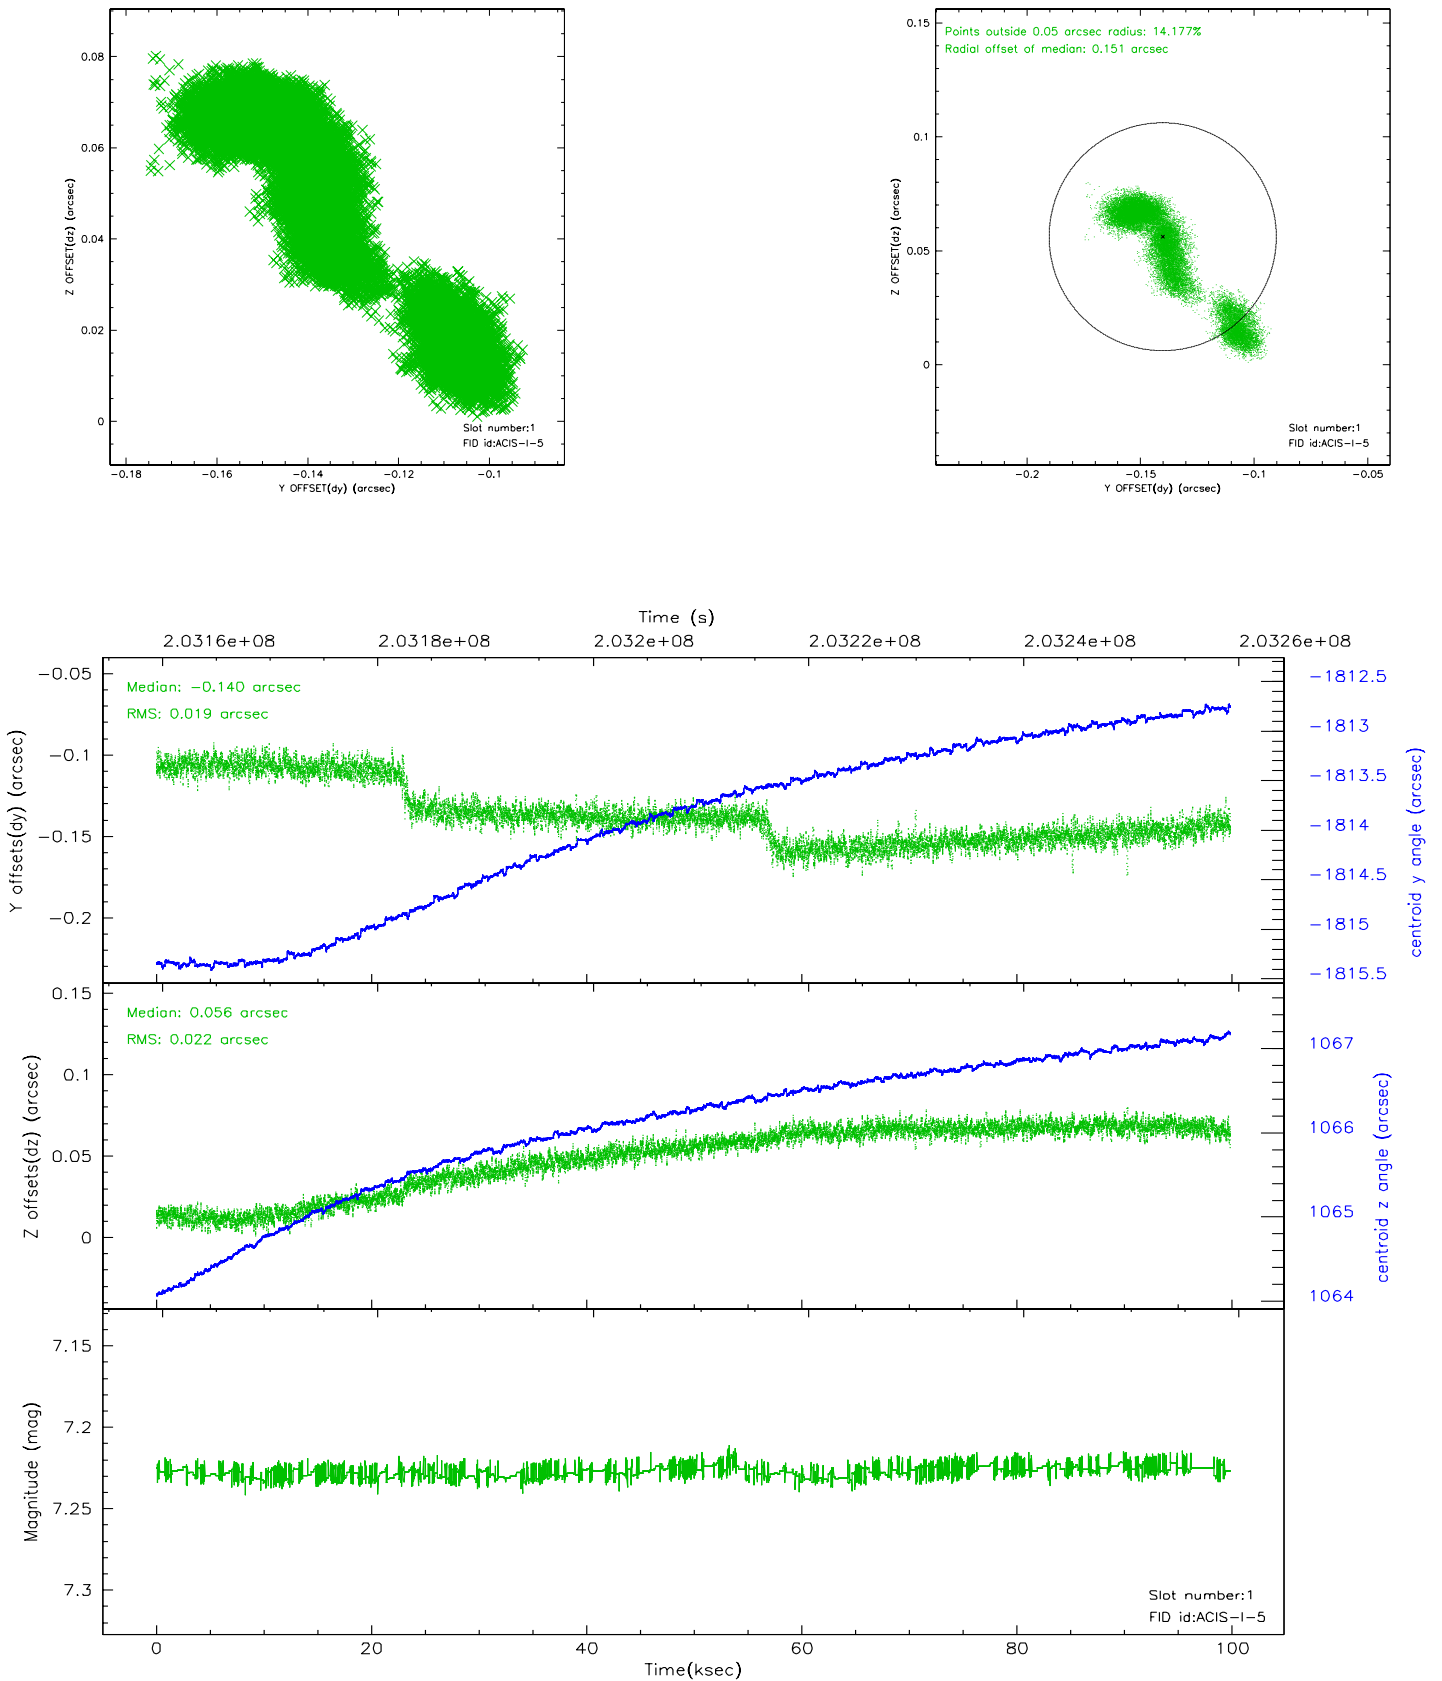 0.08
0.06
0.04
0.02
0
Z OFFSET(dz) (arcsec)
Slot number:1
FID id:ACIS-I-5
-0.18 -0.16 -0.14 -0.12 -0.1
Y OFFSET(dy) (arcsec)
Points outside 0.05 arcsec radius: 14.177%
Radial offset of median: 0.151 arcsec
0.15
0.1
0.05
0
Z OFFSET(dz) (arcsec)
Slot number:1
FID id:ACIS-I-5
-0.2 -0.15 -0.1 -0.05
Y OFFSET(dy) (arcsec)
Time (s)
2.0316e+08 2.0318e+08 2.032e+08 2.0322e+08 2.0324e+08 2.0326e+08
Median: -0.140 arcsec
RMS: 0.019 arcsec
-0.05
-0.1
-0.15
-0.2
Y offsets(dy) (arcsec)
-1812.5
-1813
-1813.5
-1814
-1814.5
-1815
-1815.5
centroid y angle (arcsec)
Median: 0.056 arcsec
RMS: 0.022 arcsec
0.15
0.1
0.05
0
Z offsets(dz) (arcsec)
1067
1066
1065
1064
centroid z angle (arcsec)
7.15
7.2
7.25
7.3
Magnitude (mag)
Slot number:1
FID id:ACIS-I-5
0 20 40 60 80 100
Time(ksec)